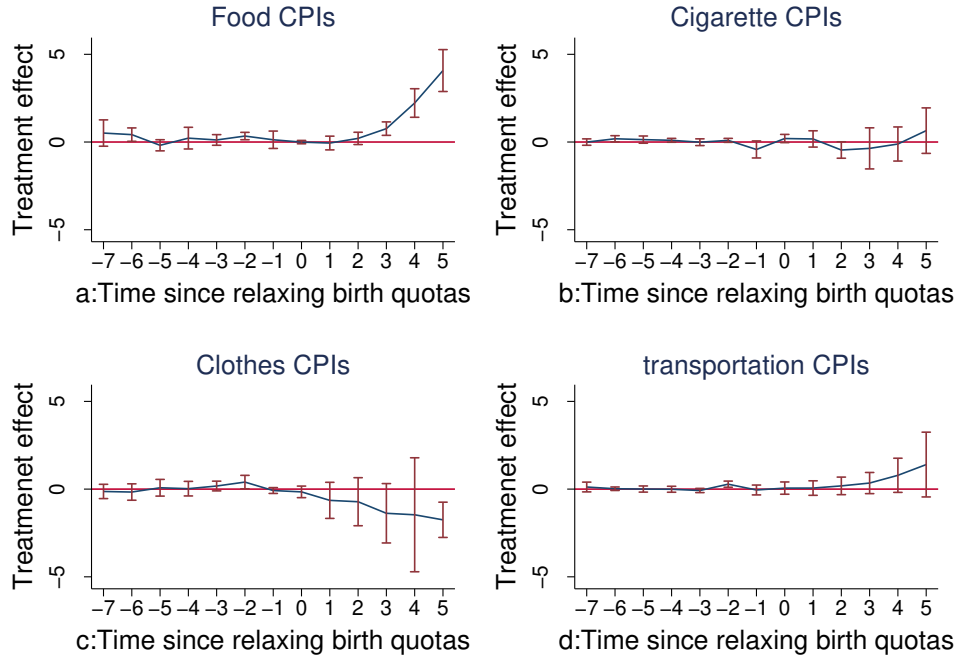 Food CPIs
Treatment effect
5
0
−5
−7 −6 −5 −4 −3 −2 −1 0 1 2 3 4 5
a:Time since relaxing birth quotas
Cigarette CPIs
Treatment effect
5
0
−5
−7 −6 −5 −4 −3 −2 −1 0 1 2 3 4 5
b:Time since relaxing birth quotas
Clothes CPIs
Treatmenet effect
5
0
−5
−7 −6 −5 −4 −3 −2 −1 0 1 2 3 4 5
c:Time since relaxing birth quotas
transportation CPIs
Treatmenet effect
5
0
−5
−7 −6 −5 −4 −3 −2 −1 0 1 2 3 4 5
d:Time since relaxing birth quotas